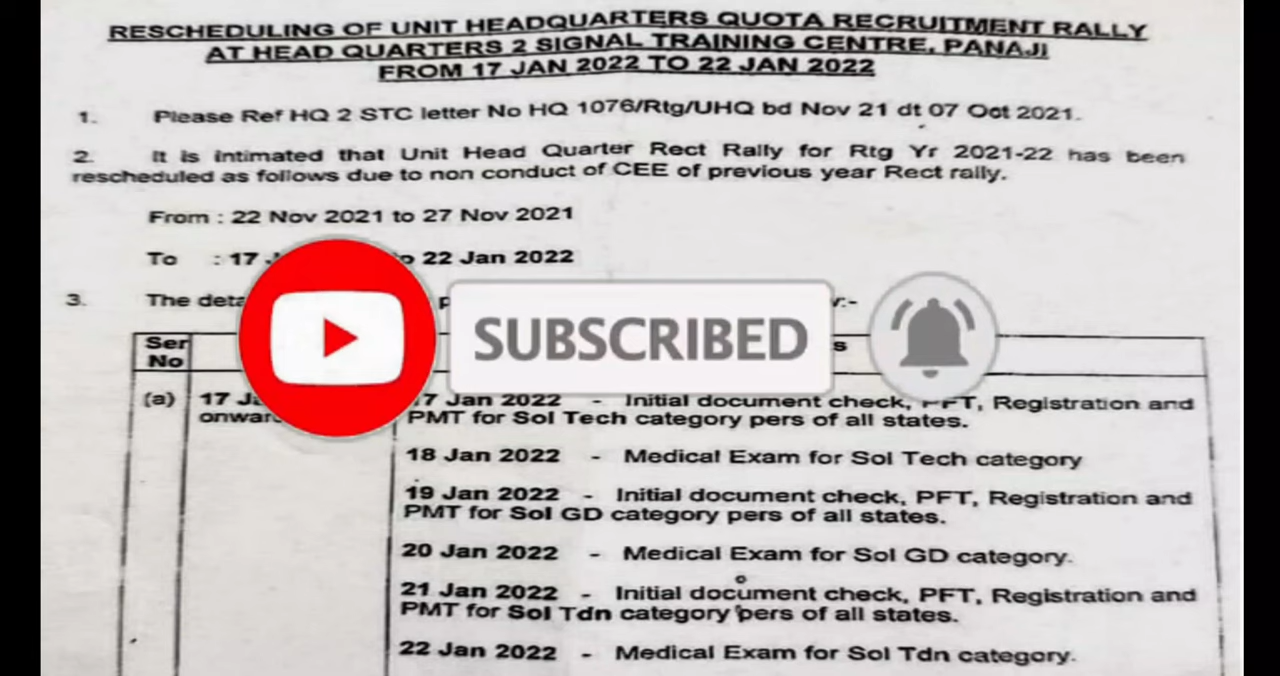 RESCHEDULING OF UNIT HEADQUARTERS QUOTA RECRUITMENT RALLY
AT HEAD QUARTERS 2 SIGNAL TRAINING CENTRE, PANAJI
FROM 17 JAN 2022 TO 22 JAN 2022
1. Please Ref HQ 2 STC letter No HQ 1076/Rtg/UHQ bd Nov 21 dt 07 Oct 2021.
2. It is intimated that Unit Head Quarter Rect Rally for Rtg Yr 2021-22 has been
rescheduled as follows due to non conduct of CEE of previous year Rect rally.
From : 22 Nov 2021 to 27 Nov 2021
To : 17 22 Jan 2022
3. The
SUBSCRIBED
Ser
No
(a) 17 Jan 2022 - Initial document check, PFT, Registration and
PMT for Sol Tech category pers of all states.
18 Jan 2022 - Medical Exam for Sol Tech category
19 Jan 2022 - Initial document check, PFT, Registration and
PMT for Sol GD category pers of all states.
20 Jan 2022 - Medical Exam for Sol GD category.
21 Jan 2022 - Initial document check, PFT, Registration and
PMT for Sol Tdn category pers of all states.
22 Jan 2022 - Medical Exam for Sol Tdn category.